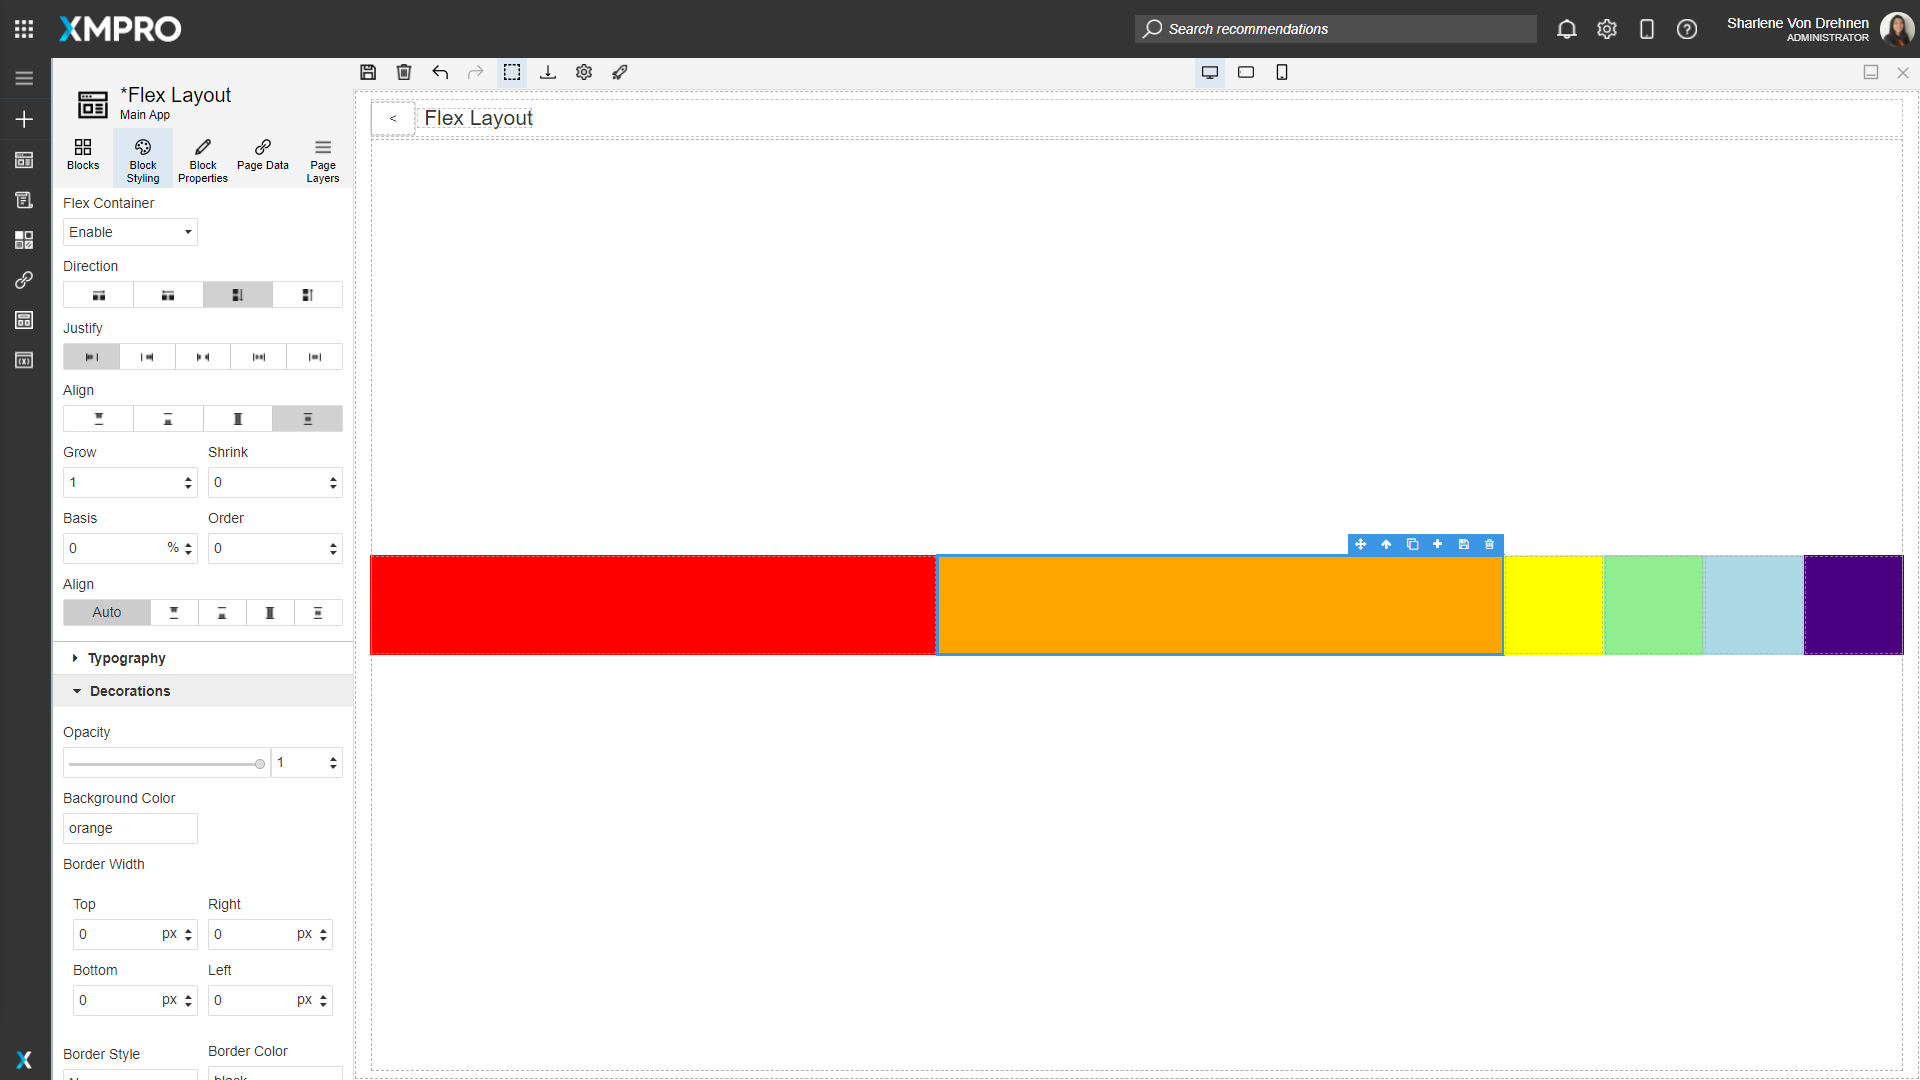 XMPRO
Search recommendations
Sharlene Von Drehnen
ADMINISTRATOR
*Flex Layout
Main App
Blocks
Block Styling
Block Properties
Page Data
Page Layers
< Flex Layout
Flex Container
Enable
Direction
Justify
Align
Grow Shrink
1 0
Basis Order
0 % 0
Align
Auto
Typography
Decorations
Opacity
1
Background Color
orange
Border Width
Top Right
0 px 0 px
Bottom Left
0 px 0 px
Border Style Border Color
black